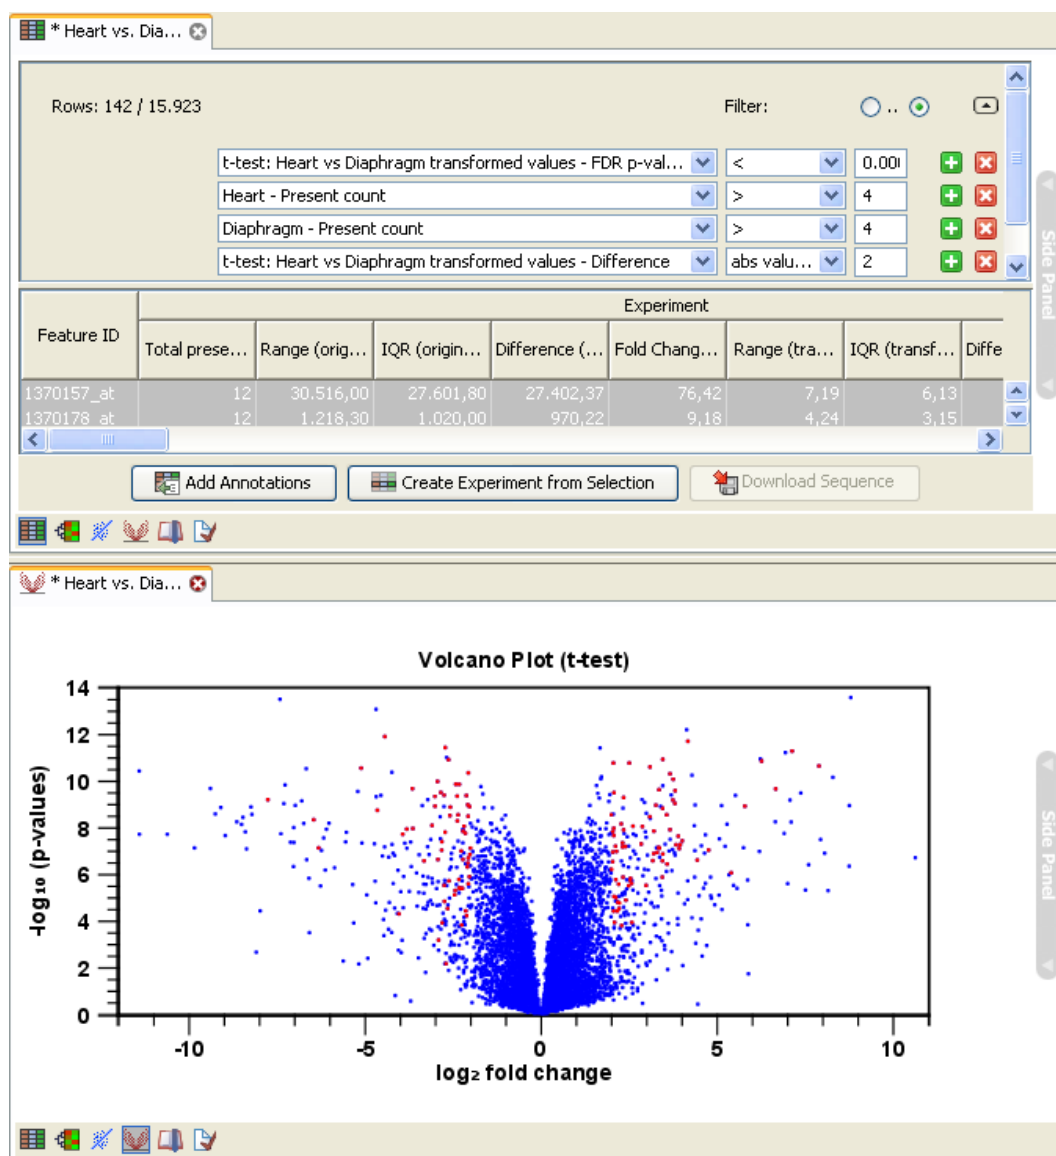 * Heart vs. Dia...
Rows: 142 / 15.923 Filter: ..
t-test: Heart vs Diaphragm transformed values - FDR p-val... < 0.00
Heart - Present count > 4
Diaphragm - Present count > 4
t-test: Heart vs Diaphragm transformed values - Difference abs valu... 2
Side Panel
Experiment
Feature ID Total prese... Range (orig... IQR (origin... Difference (... Fold Chang... Range (tra... IQR (transf... Diffe
1370157_at 12 30.516,00 27.601,80 27.402,37 76,42 7,19 6,13
1370178_at 12 1.218,30 1.020,00 970,22 9,18 4,24 3,15
Add Annotations Create Experiment from Selection Download Sequence
* Heart vs. Dia...
Volcano Plot (t-test)
14
12
10
8
6
4
2
0
-log₁₀ (p-values)
-10 -5 0 5 10
log₂ fold change
Side Panel